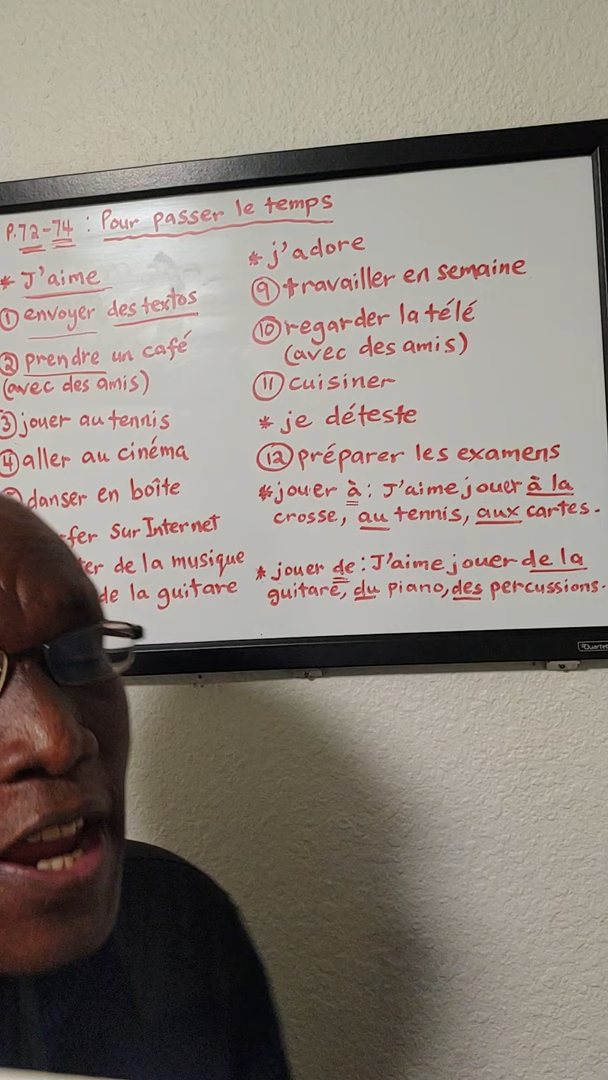 P.72-74 : Pour passer le temps
* J'aime
① envoyer des textos
② prendre un café
(avec des amis)
③ jouer au tennis
④ aller au cinéma
danser en boîte
sur Internet
de la musique
de la guitare
* j'adore
⑨ travailler en semaine
⑩ regarder la télé
(avec des amis)
⑪ cuisiner
* je déteste
⑫ préparer les examens
* jouer à : J'aime jouer à la
crosse, au tennis, aux cartes.
* jouer de : J'aime jouer de la
guitare, du piano, des percussions.
Quartet